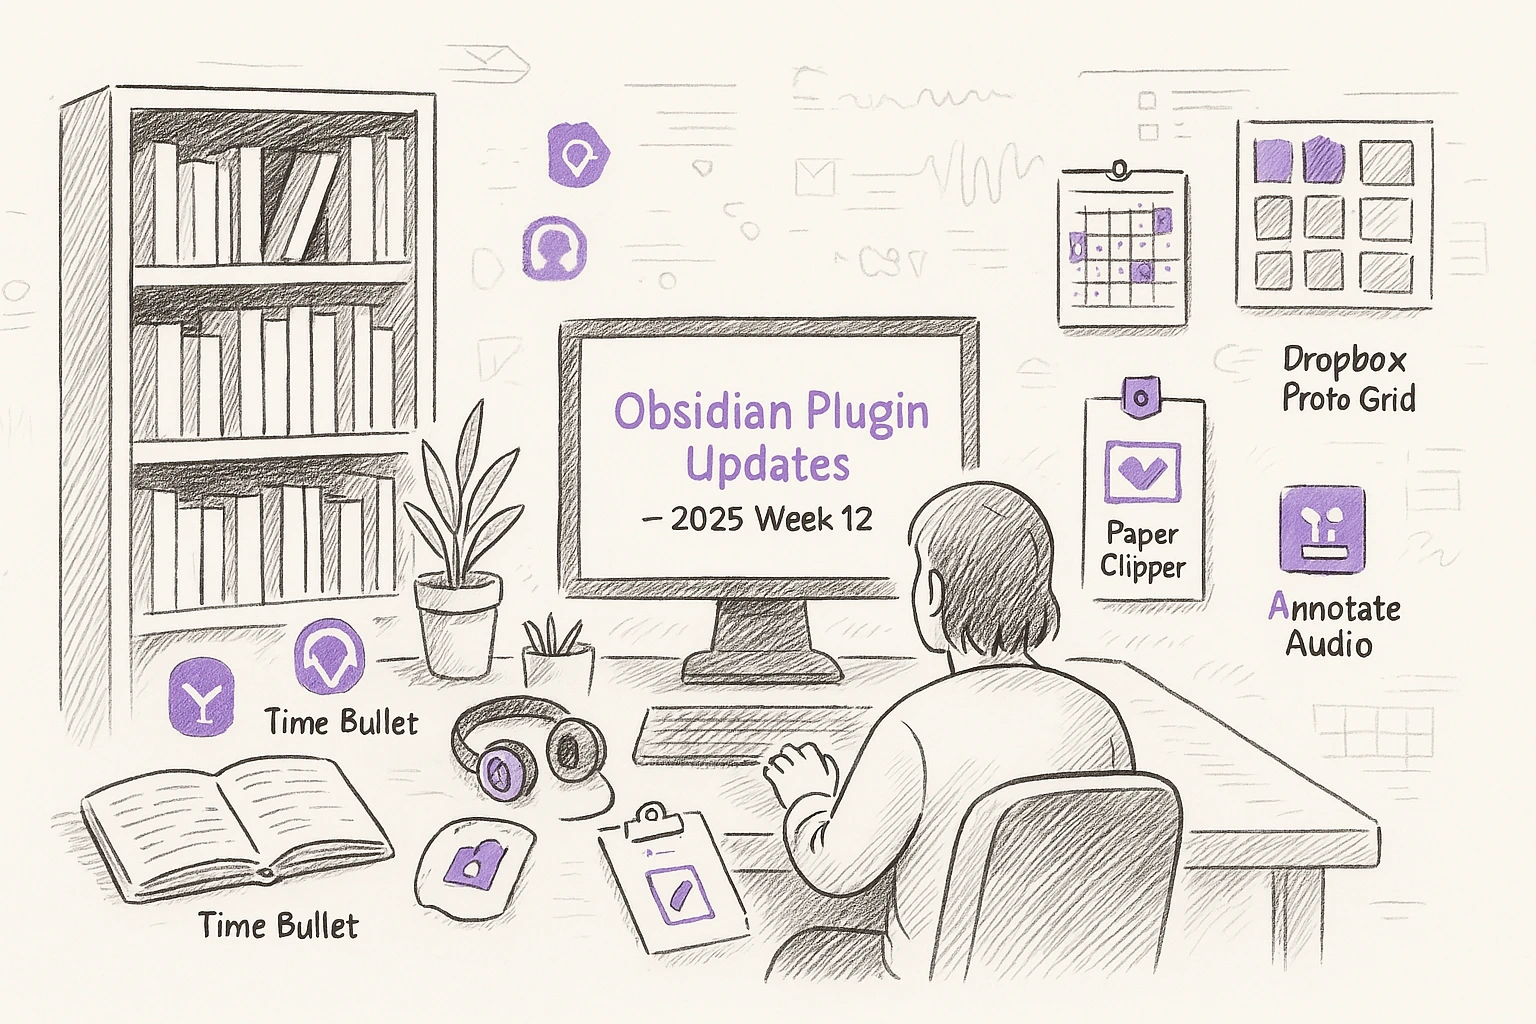 Obsidian Plugin
Updates
– 2025 Week 12
Dropbox
Proto Grid
Paper
Clipper
Annotate
Audio
Time Bullet
Time Bullet